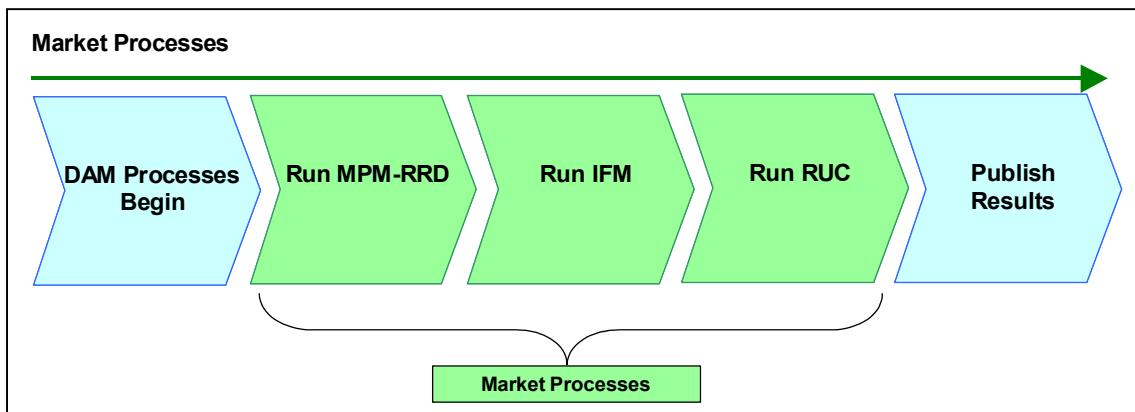 Market Processes
DAM Processes
Begin
Run MPM-RRD
Run IFM
Run RUC
Publish
Results
Market Processes